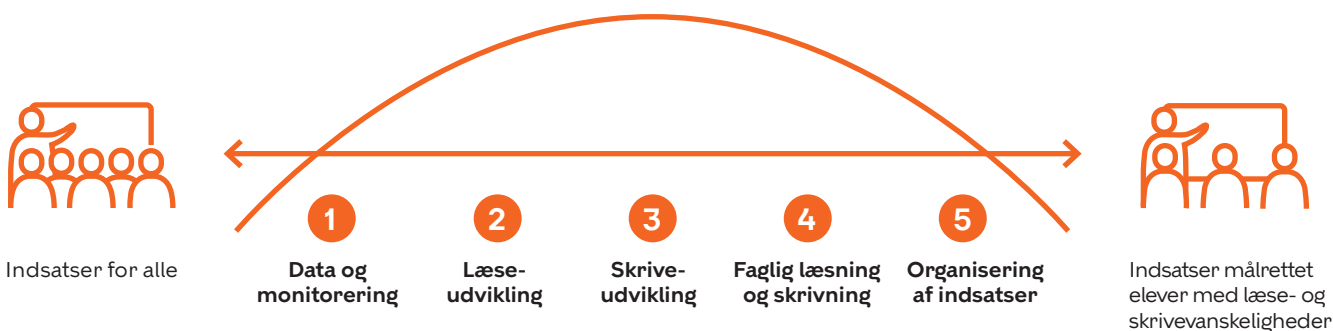 1
2
3
4
5
Indsatser for alle
Data og
monitorering
Læse-
udvikling
Skrive-
udvikling
Faglig læsning
og skrivning
Organisering
af indsatser
Indsatser målrettet
elever med læse- og
skrivevanskeligheder